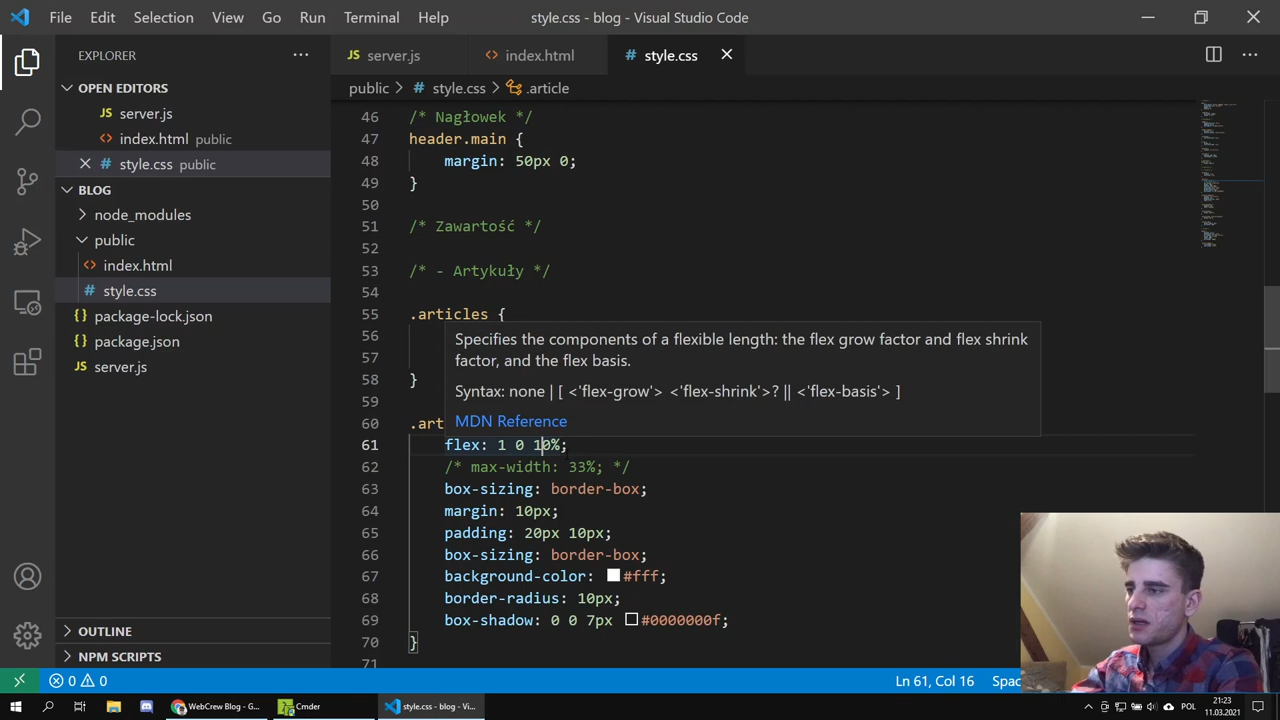 File Edit Selection View Go Run Terminal Help style.css - blog - Visual Studio Code
EXPLORER
OPEN EDITORS
JS server.js
index.html public
style.css public
BLOG
node_modules
public
index.html
style.css
package-lock.json
package.json
JS server.js
OUTLINE
NPM SCRIPTS
JS server.js
index.html
style.css
public > style.css > .article
46 /* Nagłowek */
47 header.main {
48 margin: 50px 0;
49 }
50
51 /* Zawartość */
52
53 /* - Artykuły */
54
55 .articles {
56
57
58 }
59
Specifies the components of a flexible length: the flex grow factor and flex shrink
factor, and the flex basis.
Syntax: none | [ <'flex-grow'> <'flex-shrink'>? || <'flex-basis'> ]
MDN Reference
60 .art
61 flex: 1 0 10%;
62 /* max-width: 33%; */
63 box-sizing: border-box;
64 margin: 10px;
65 padding: 20px 10px;
66 box-sizing: border-box;
67 background-color: #fff;
68 border-radius: 10px;
69 box-shadow: 0 0 7px #0000000f;
70 }
71
0 0 Ln 61, Col 16 Spac
WebCrew Blog - G...
Cmder
style.css - blog - Vi...
POL
21:23
11.03.2021